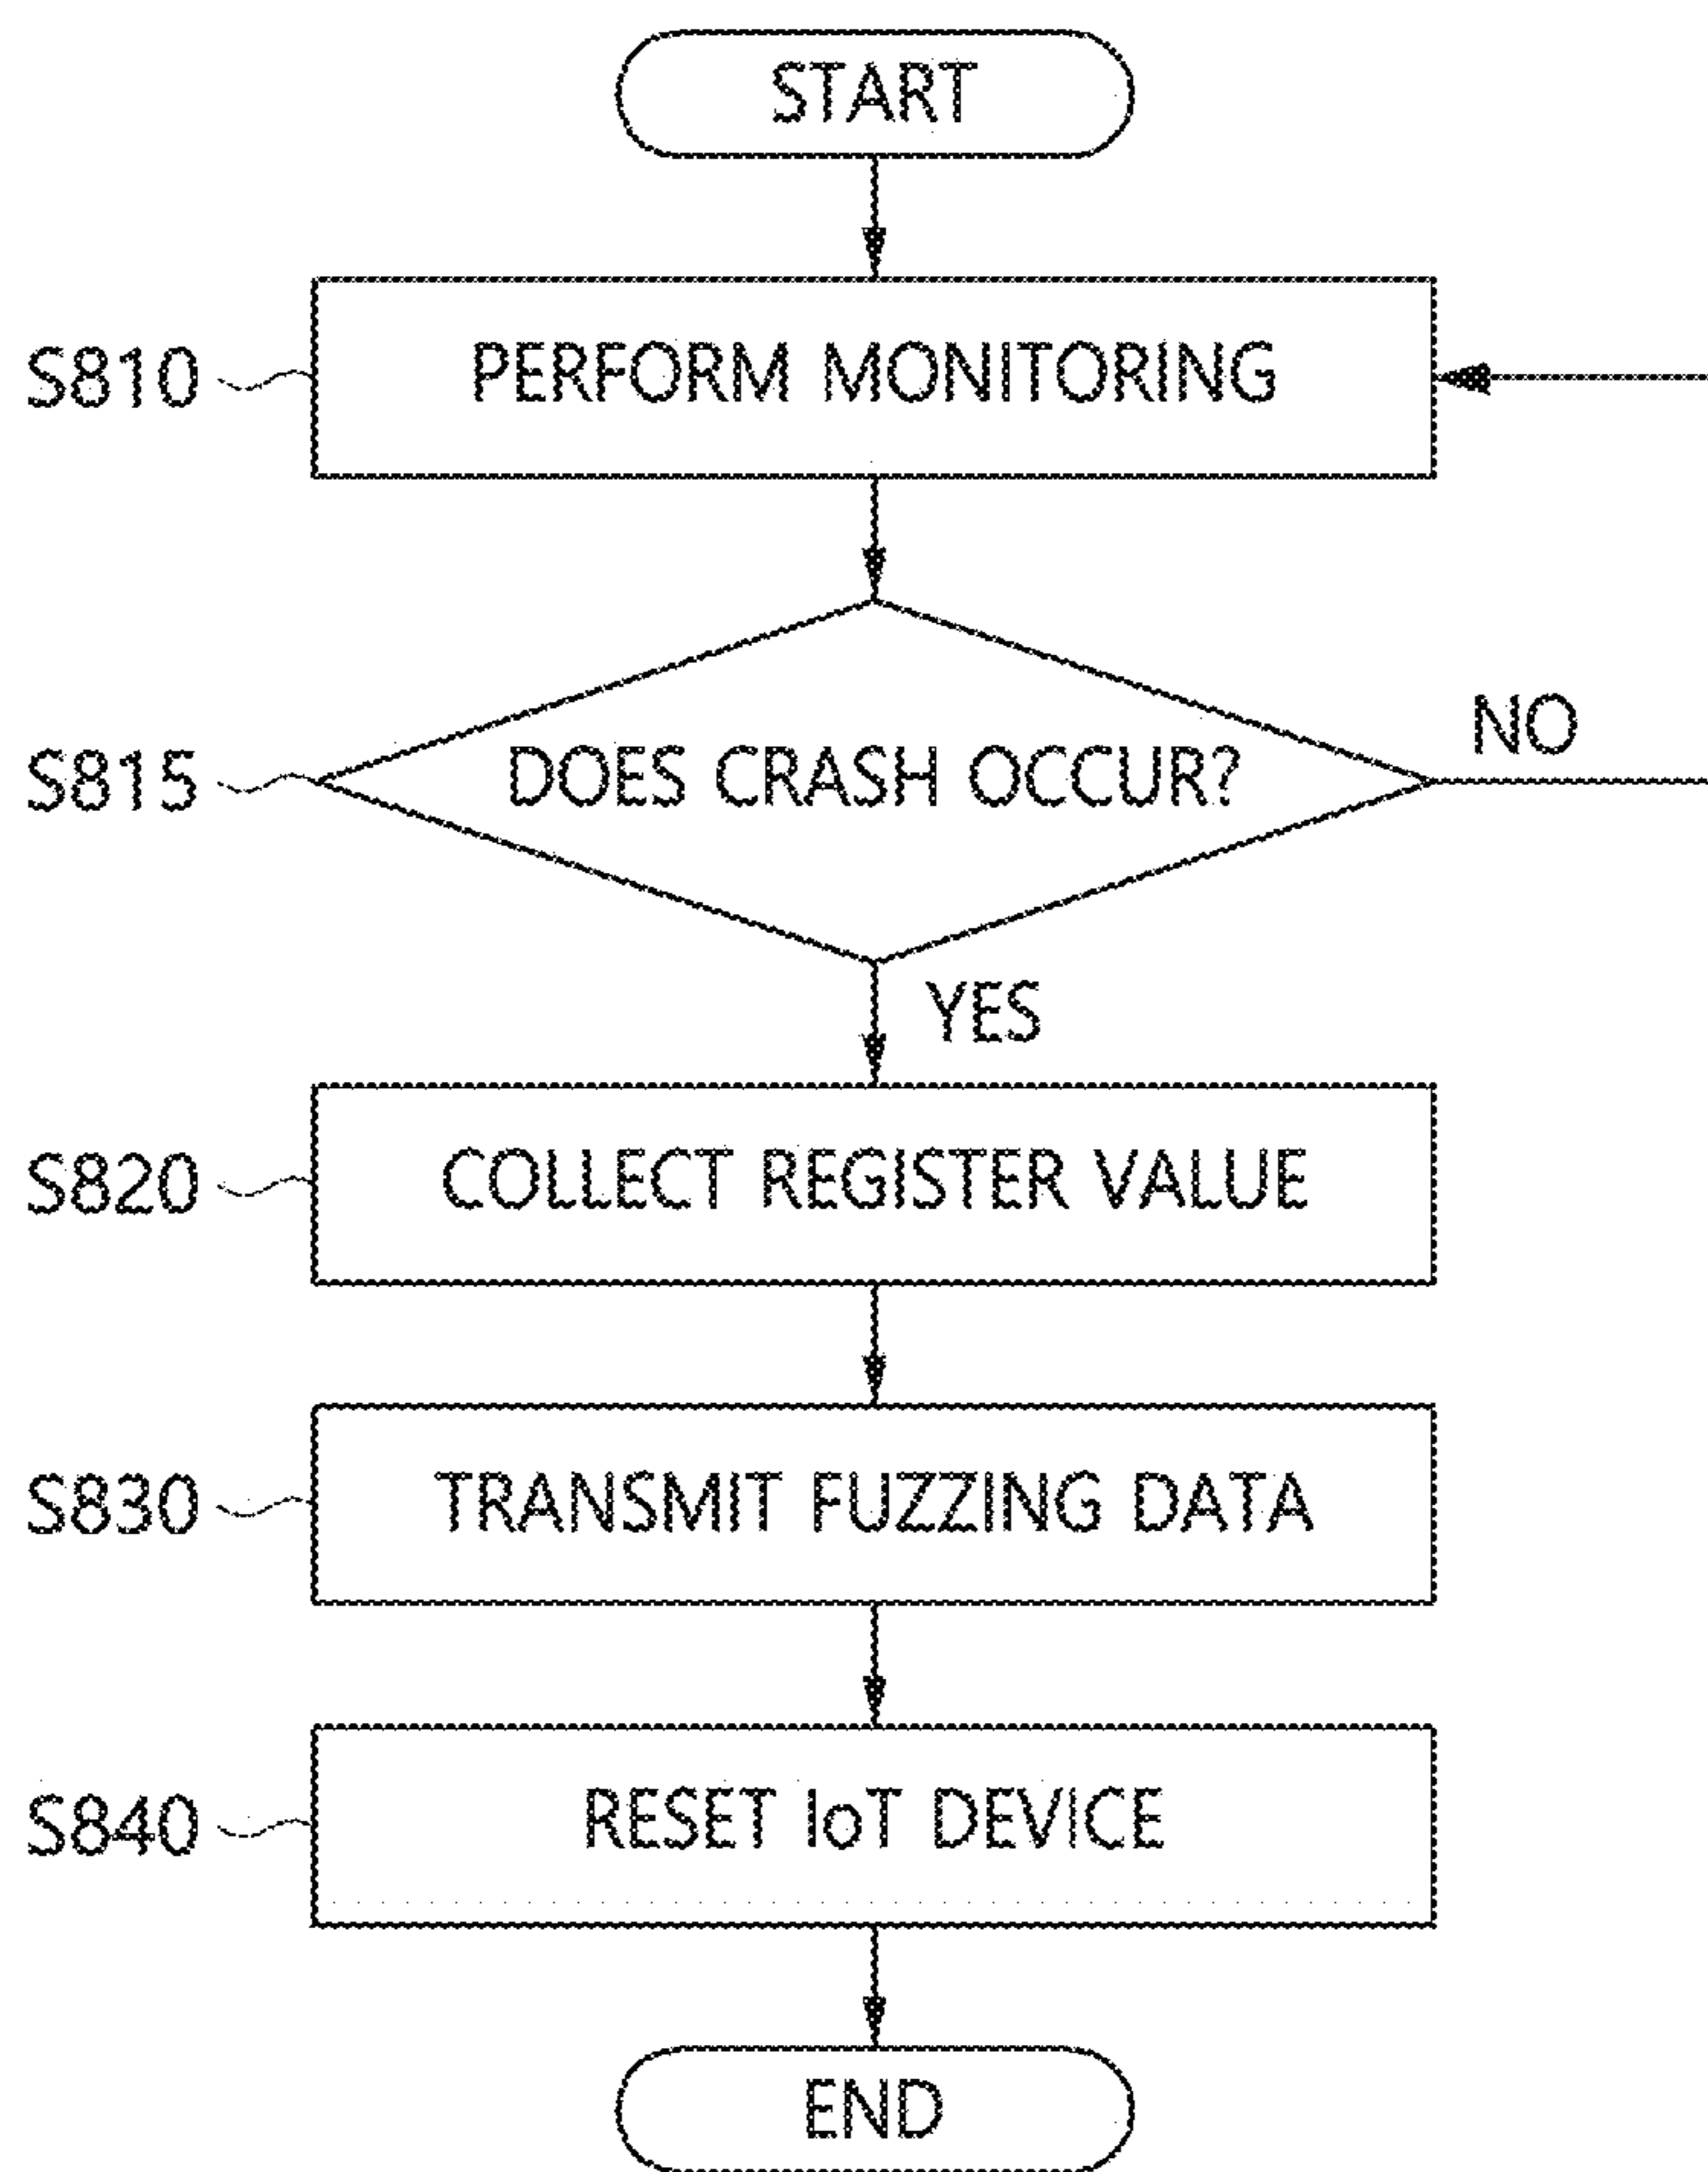 START
S810 PERFORM MONITORING
S815 DOES CRASH OCCUR? NO
YES
S820 COLLECT REGISTER VALUE
S830 TRANSMIT FUZZING DATA
S840 RESET IoT DEVICE
END